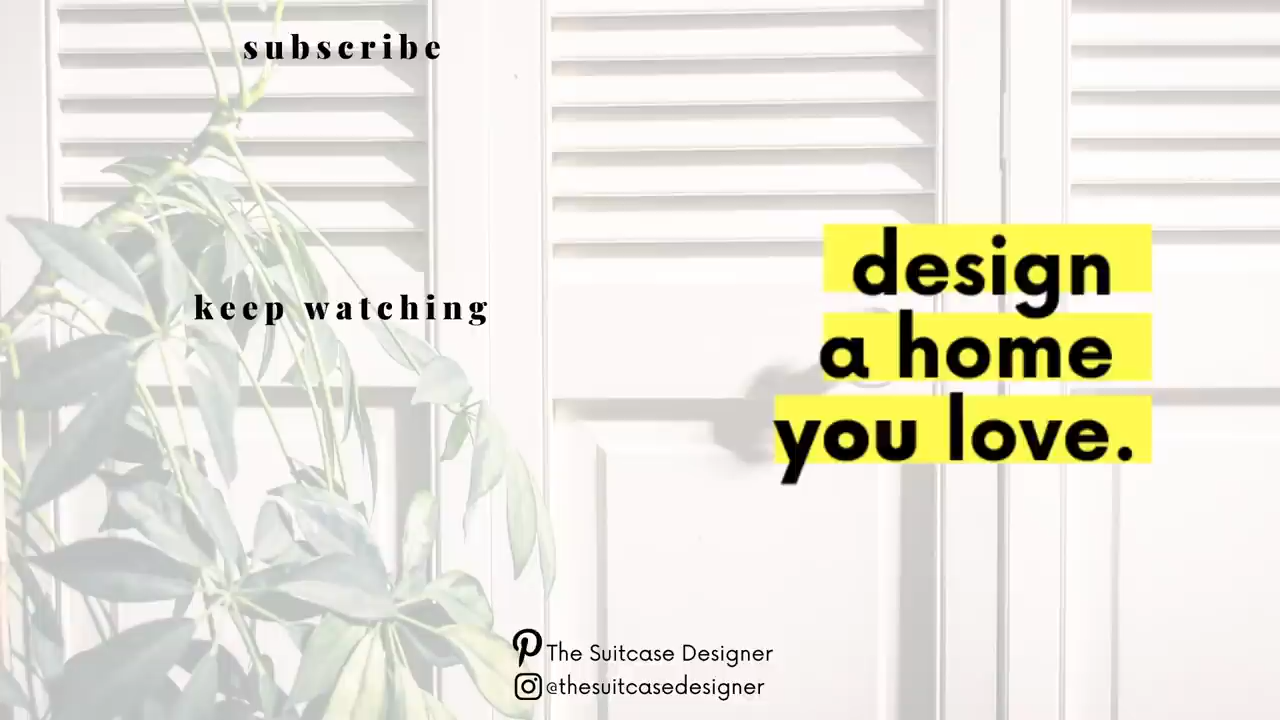 subscribe
keep watching
design
a home
you love.
The Suitcase Designer
@thesuitcasedesigner